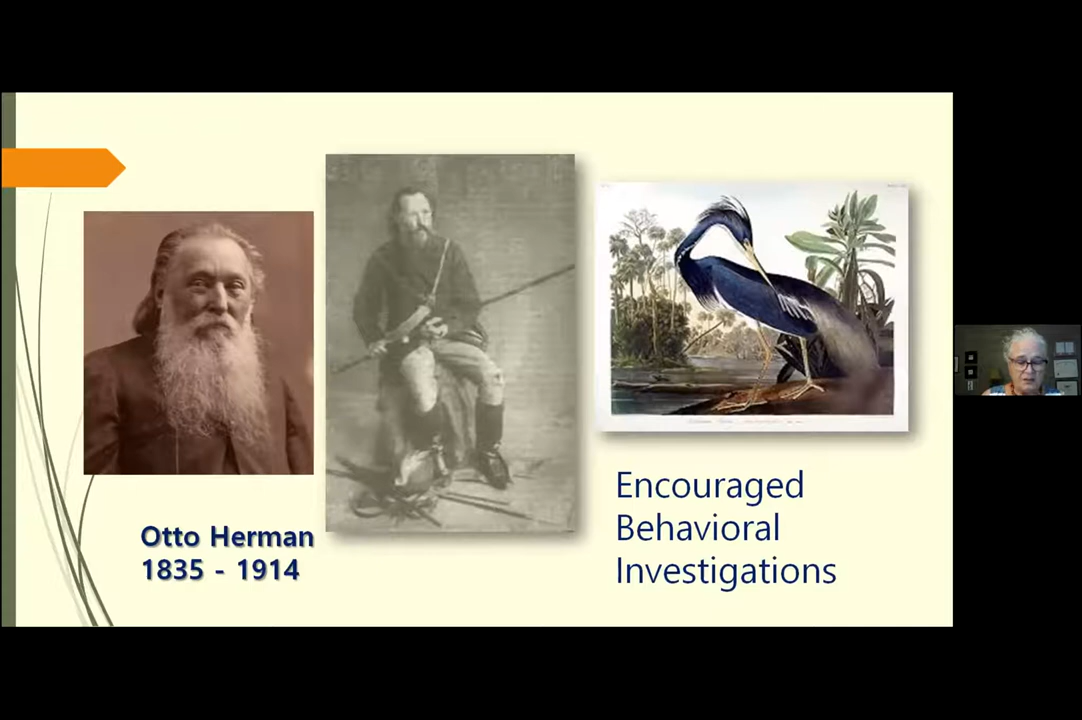 Otto Herman
1835 - 1914
Encouraged
Behavioral
Investigations